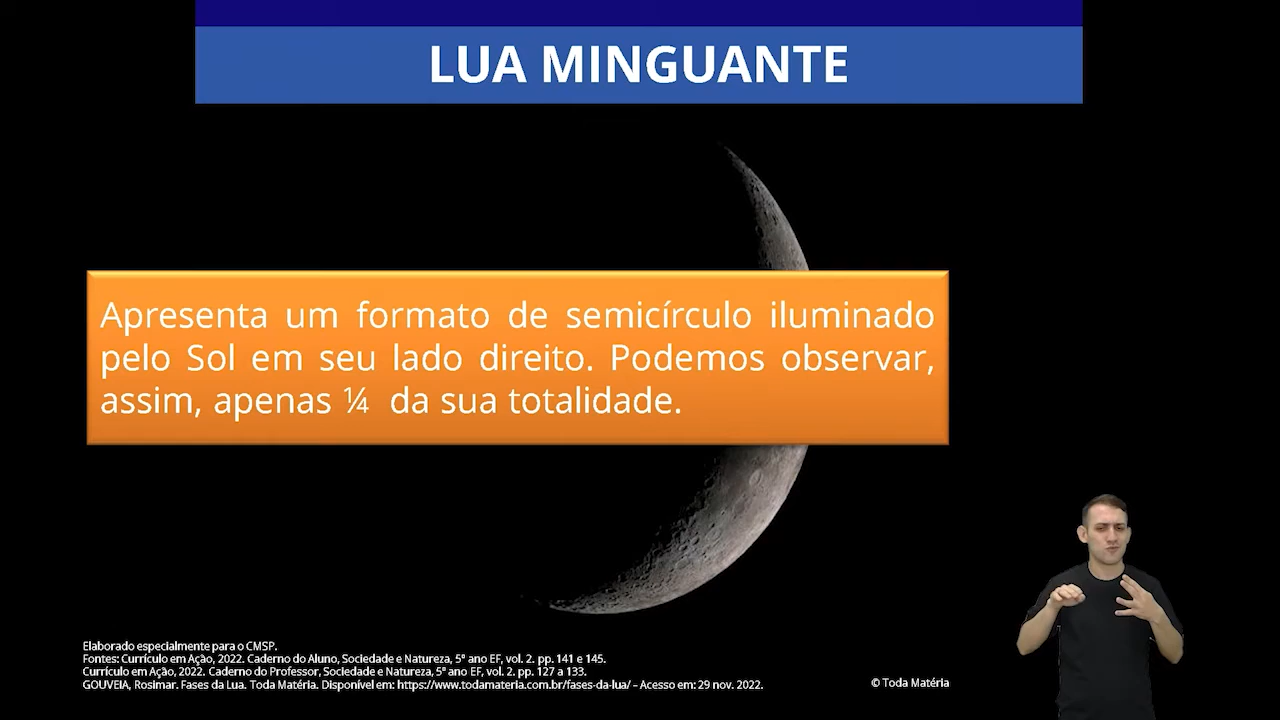 LUA MINGUANTE
Apresenta um formato de semicírculo iluminado
pelo Sol em seu lado direito. Podemos observar,
assim, apenas ¼ da sua totalidade.
Elaborado especialmente para o CMSP.
Fontes: Currículo em Ação, 2022. Caderno do Aluno, Sociedade e Natureza, 5º ano EF, vol. 2. pp. 141 e 145.
Currículo em Ação, 2022. Caderno do Professor, Sociedade e Natureza, 5º ano EF, vol. 2. pp. 127 a 133.
GOUVEIA, Rosimar. Fases da Lua. Toda Matéria. Disponível em: https://www.todamateria.com.br/fases-da-lua/ – Acesso em: 29 nov. 2022.
© Toda Matéria